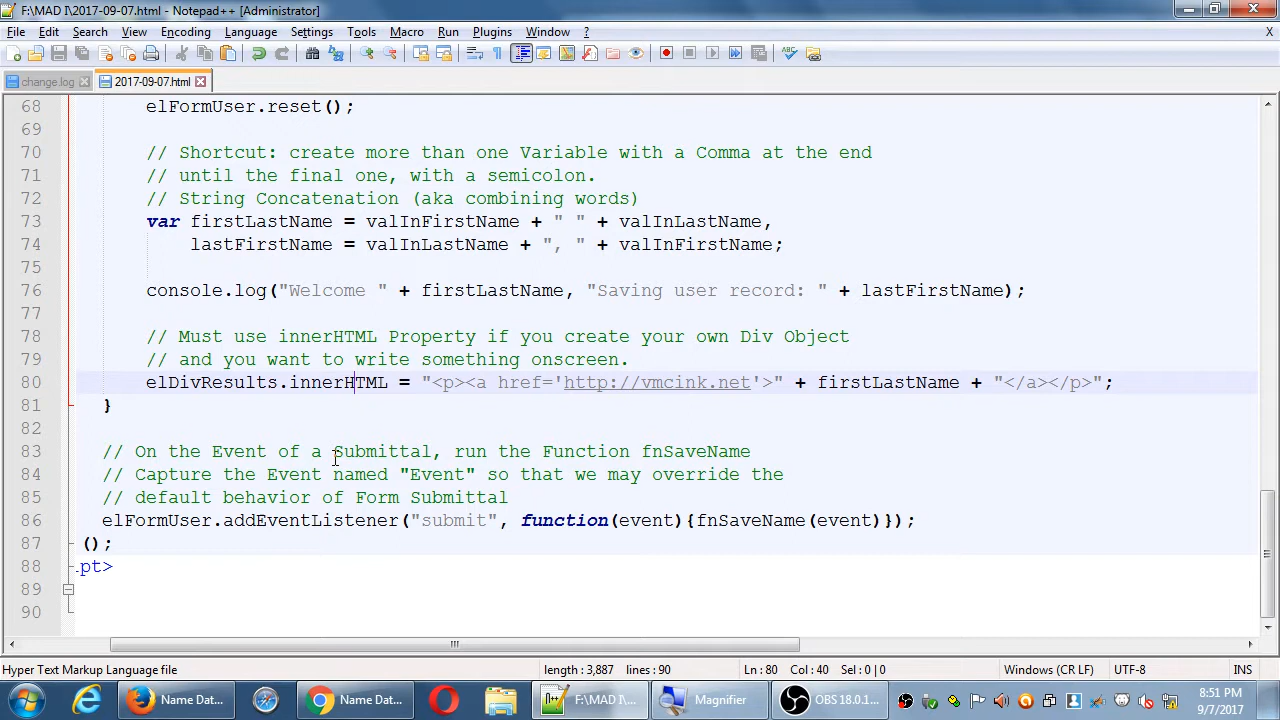 F:\MAD I\2017-09-07.html - Notepad++ [Administrator]
File Edit Search View Encoding Language Settings Tools Macro Run Plugins Window ? X
change.log 2017-09-07.html
68 elFormUser.reset();
69
70 // Shortcut: create more than one Variable with a Comma at the end
71 // until the final one, with a semicolon.
72 // String Concatenation (aka combining words)
73 var firstLastName = valInFirstName + " " + valInLastName,
74 lastFirstName = valInLastName + ", " + valInFirstName;
75
76 console.log("Welcome " + firstLastName, "Saving user record: " + lastFirstName);
77
78 // Must use innerHTML Property if you create your own Div Object
79 // and you want to write something onscreen.
80 elDivResults.innerHTML = "<p><a href='http://vmcink.net'>" + firstLastName + "</a></p>";
81 }
82
83 // On the Event of a Submittal, run the Function fnSaveName
84 // Capture the Event named "Event" so that we may override the
85 // default behavior of Form Submittal
86 elFormUser.addEventListener("submit", function(event){fnSaveName(event)});
87 ();
88 pt>
89
90
Hyper Text Markup Language file length : 3,887 lines : 90 Ln : 80 Col : 40 Sel : 0 | 0 Windows (CR LF) UTF-8 INS
Name Dat... Name Dat... F:\MAD I\... Magnifier OBS 18.0.1... 8:51 PM
9/7/2017